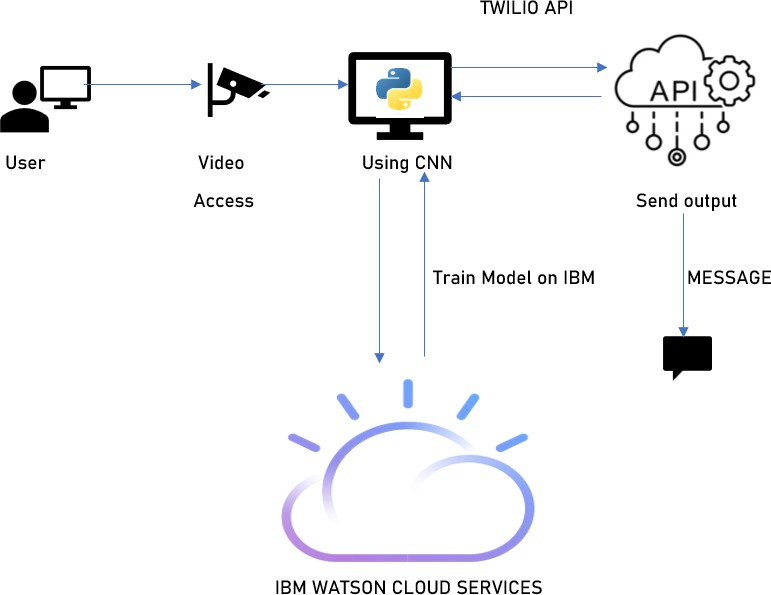 TWILIO API
API
User
Video
Access
Using CNN
Send output
Train Model on IBM
MESSAGE
IBM WATSON CLOUD SERVICES